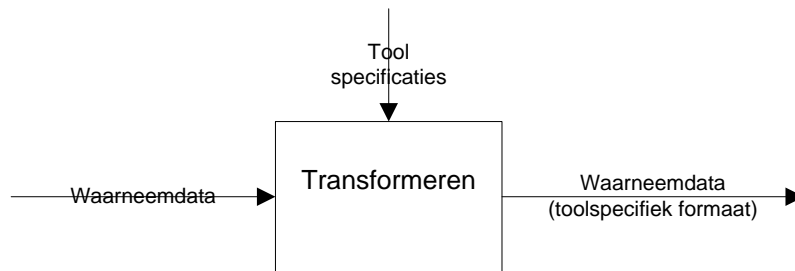 Tool
specificaties
Transformeren
Waarneemdata
Waarneemdata
(toolspecifiek formaat)